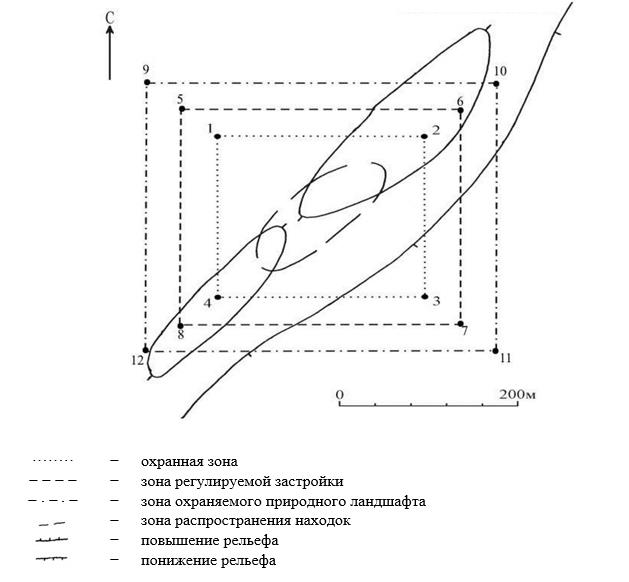 С
9
10
5
6
1
2
4
3
8
7
12
11
0 200м
– охранная зона
– зона регулируемой застройки
– зона охраняемого природного ландшафта
– зона распространения находок
– повышение рельефа
– понижение рельефа